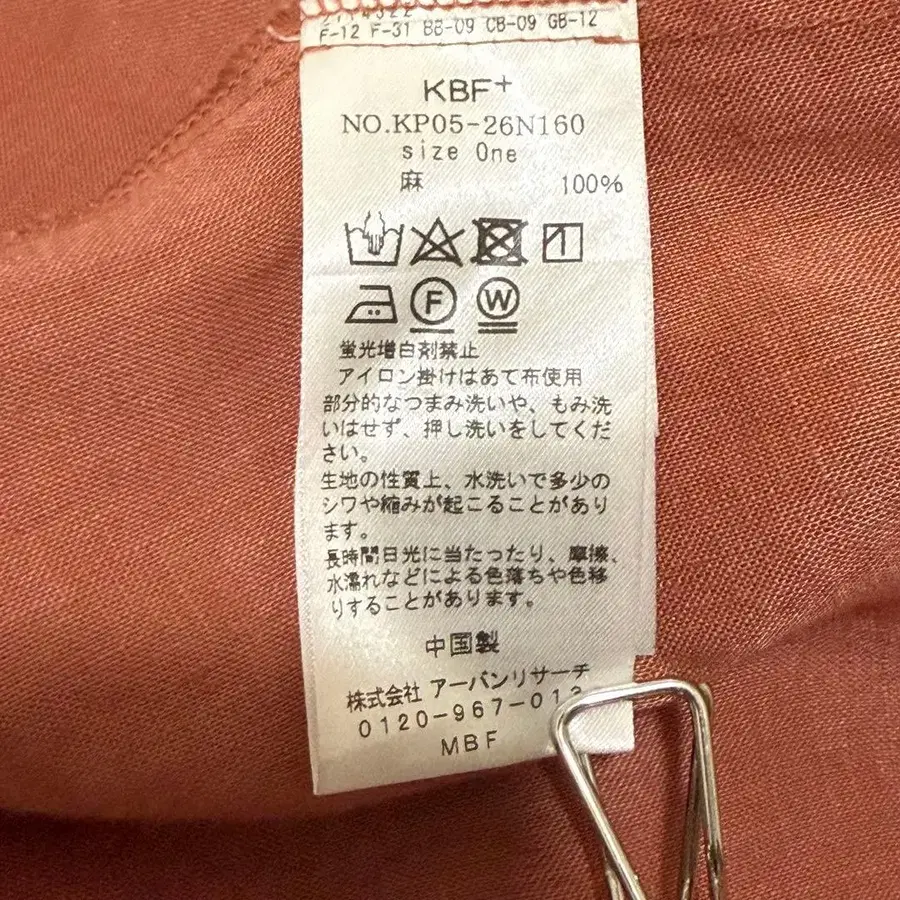 F-12 F-31 BB-09 CB-09 GB-12
KBF+
NO.KP05-26N160
size One
麻 100%
1
F W
蛍光増白剤禁止
アイロン掛けはあて布使用
部分的なつまみ洗いや、もみ洗
いはせず、押し洗いをしてくだ
さい。
生地の性質上、水洗いで多少の
シワや縮みが起こることがあり
ます。
長時間日光に当たったり、摩擦、
水濡れなどによる色落ちや色移
りすることがあります。
中国製
株式会社 アーバンリサーチ
0120-967-013
MBF